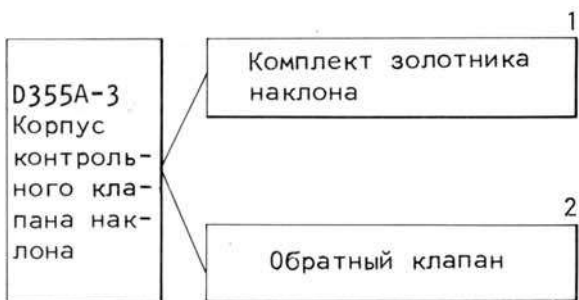 D355A-3
Корпус
контроль-
ного кла-
пана нак-
лона
1
Комплект золотника
наклона
2
Обратный клапан